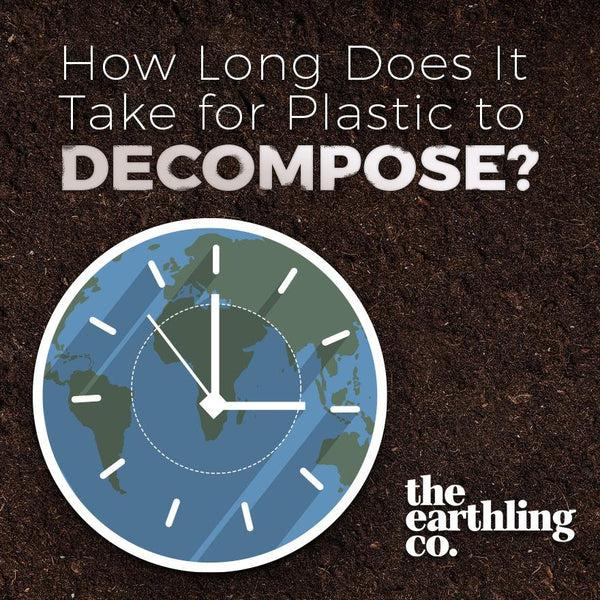 How Long Does It
Take for Plastic to
DECOMPOSE?
the
earthling
co.